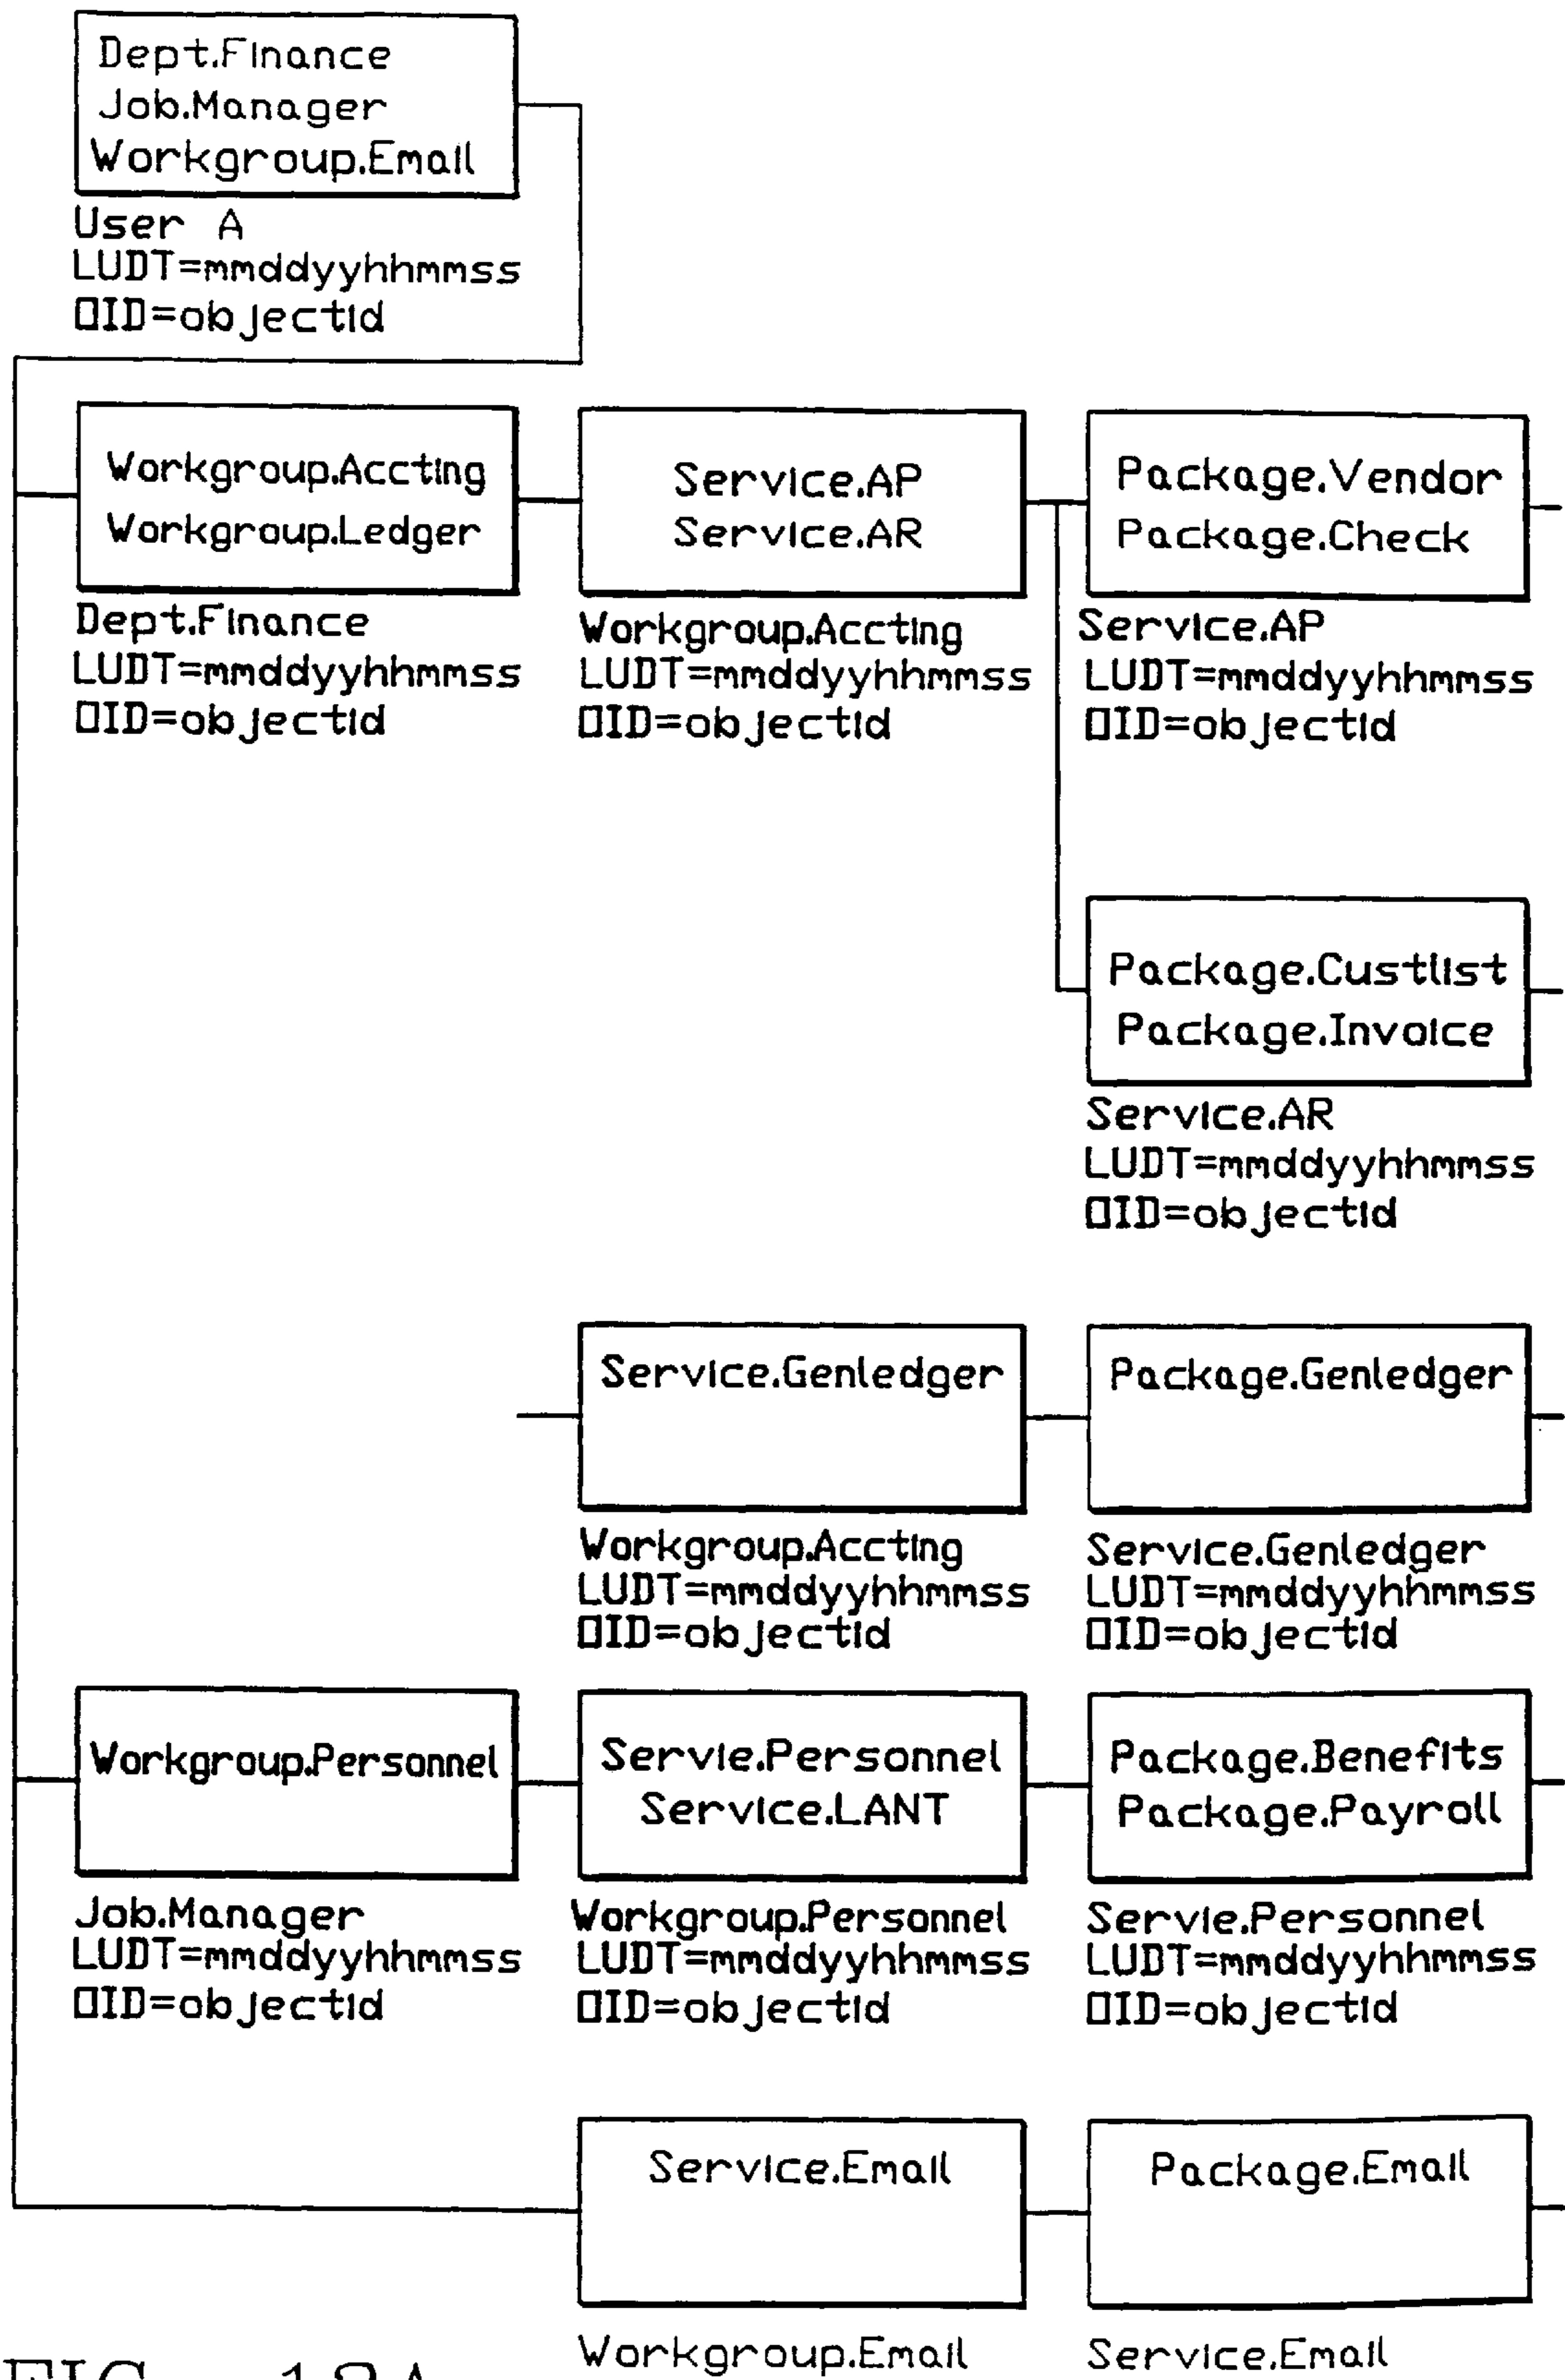 Dept.Finance
Job.Manager
Workgroup.Email
User A
LUDT=mmddyyhhmmss
OID=objectid
Workgroup.Accting
Workgroup.Ledger
Dept.Finance
LUDT=mmddyyhhmmss
OID=objectid
Service.AP
Service.AR
Workgroup.Accting
LUDT=mmddyyhhmmss
OID=objectid
Package.Vendor
Package.Check
Service.AP
LUDT=mmddyyhhmmss
OID=objectid
Package.Custlist
Package.Invoice
Service.AR
LUDT=mmddyyhhmmss
OID=objectid
Service.Genledger
Workgroup.Accting
LUDT=mmddyyhhmmss
OID=objectid
Package.Genledger
Service.Genledger
LUDT=mmddyyhhmmss
OID=objectid
Workgroup.Personnel
Job.Manager
LUDT=mmddyyhhmmss
OID=objectid
Servie.Personnel
Service.LANT
Workgroup.Personnel
LUDT=mmddyyhhmmss
OID=objectid
Package.Benefits
Package.Payroll
Servie.Personnel
LUDT=mmddyyhhmmss
OID=objectid
Service.Email
Workgroup.Email
Package.Email
Service.Email